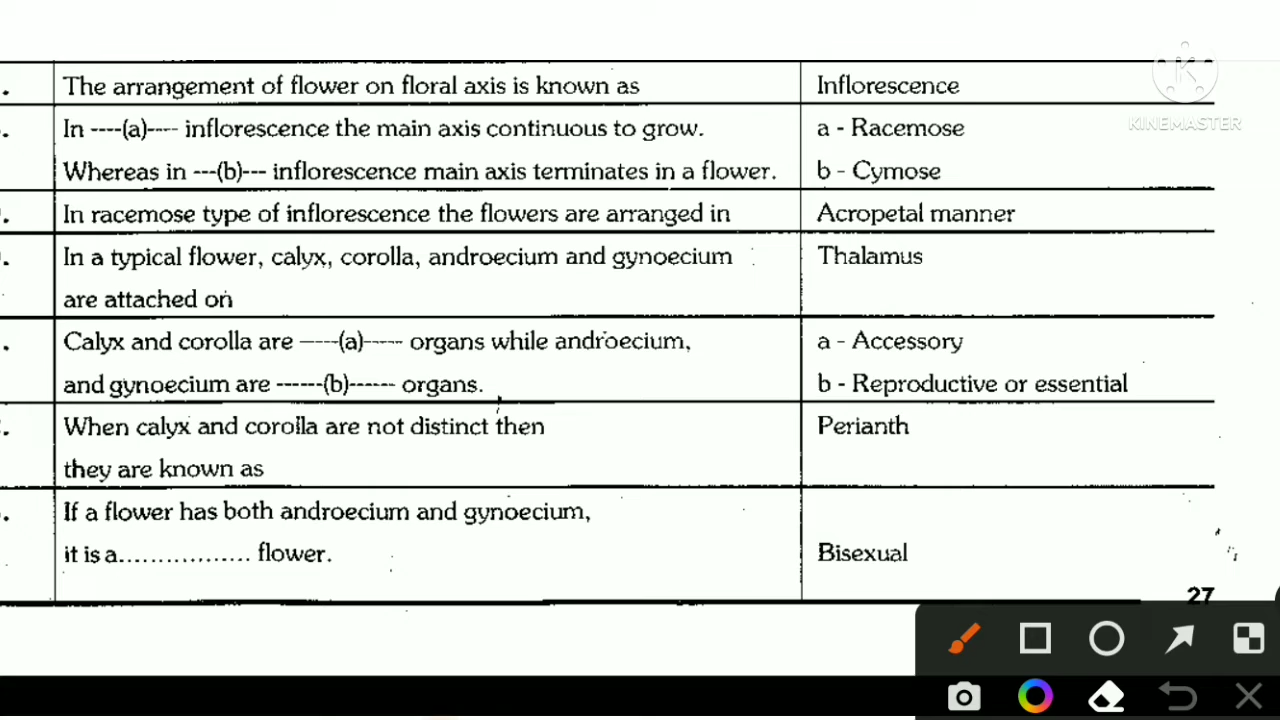 The arrangement of flower on floral axis is known as Inflorescence
In ----(a)---- inflorescence the main axis continuous to grow. a - Racemose
Whereas in ---(b)--- inflorescence main axis terminates in a flower. b - Cymose
In racemose type of inflorescence the flowers are arranged in Acropetal manner
In a typical flower, calyx, corolla, androecium and gynoecium Thalamus
are attached on
Calyx and corolla are -----(a)----- organs while androecium, a - Accessory
and gynoecium are ------(b)------ organs. b - Reproductive or essential
When calyx and corolla are not distinct then Perianth
they are known as
If a flower has both androecium and gynoecium,
it is a................. flower. Bisexual
27
K
KINEMASTER